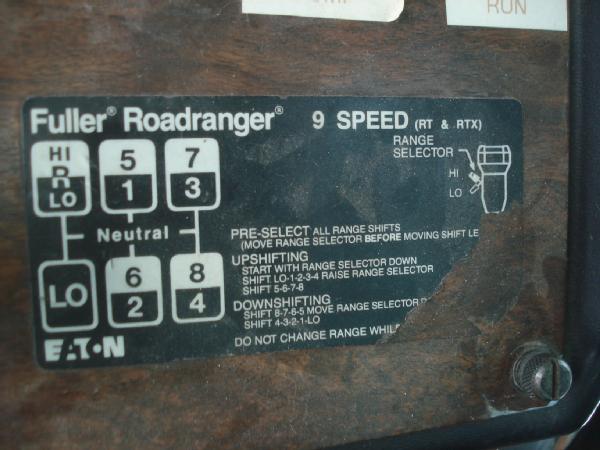 RUN
Fuller® Roadranger® 9 SPEED (RT & RTX)
RANGE
SELECTOR
HI
LO
HI
R
LO
5
1
7
3
Neutral
LO
6
2
8
4
PRE-SELECT ALL RANGE SHIFTS
(MOVE RANGE SELECTOR BEFORE MOVING SHIFT LE
UPSHIFTING
START WITH RANGE SELECTOR DOWN
SHIFT LO-1-2-3-4 RAISE RANGE SELECTOR
SHIFT 5-6-7-8
DOWNSHIFTING
SHIFT 8-7-6-5 MOVE RANGE SELECTOR
SHIFT 4-3-2-1-LO
DO NOT CHANGE RANGE WHILE
EATON